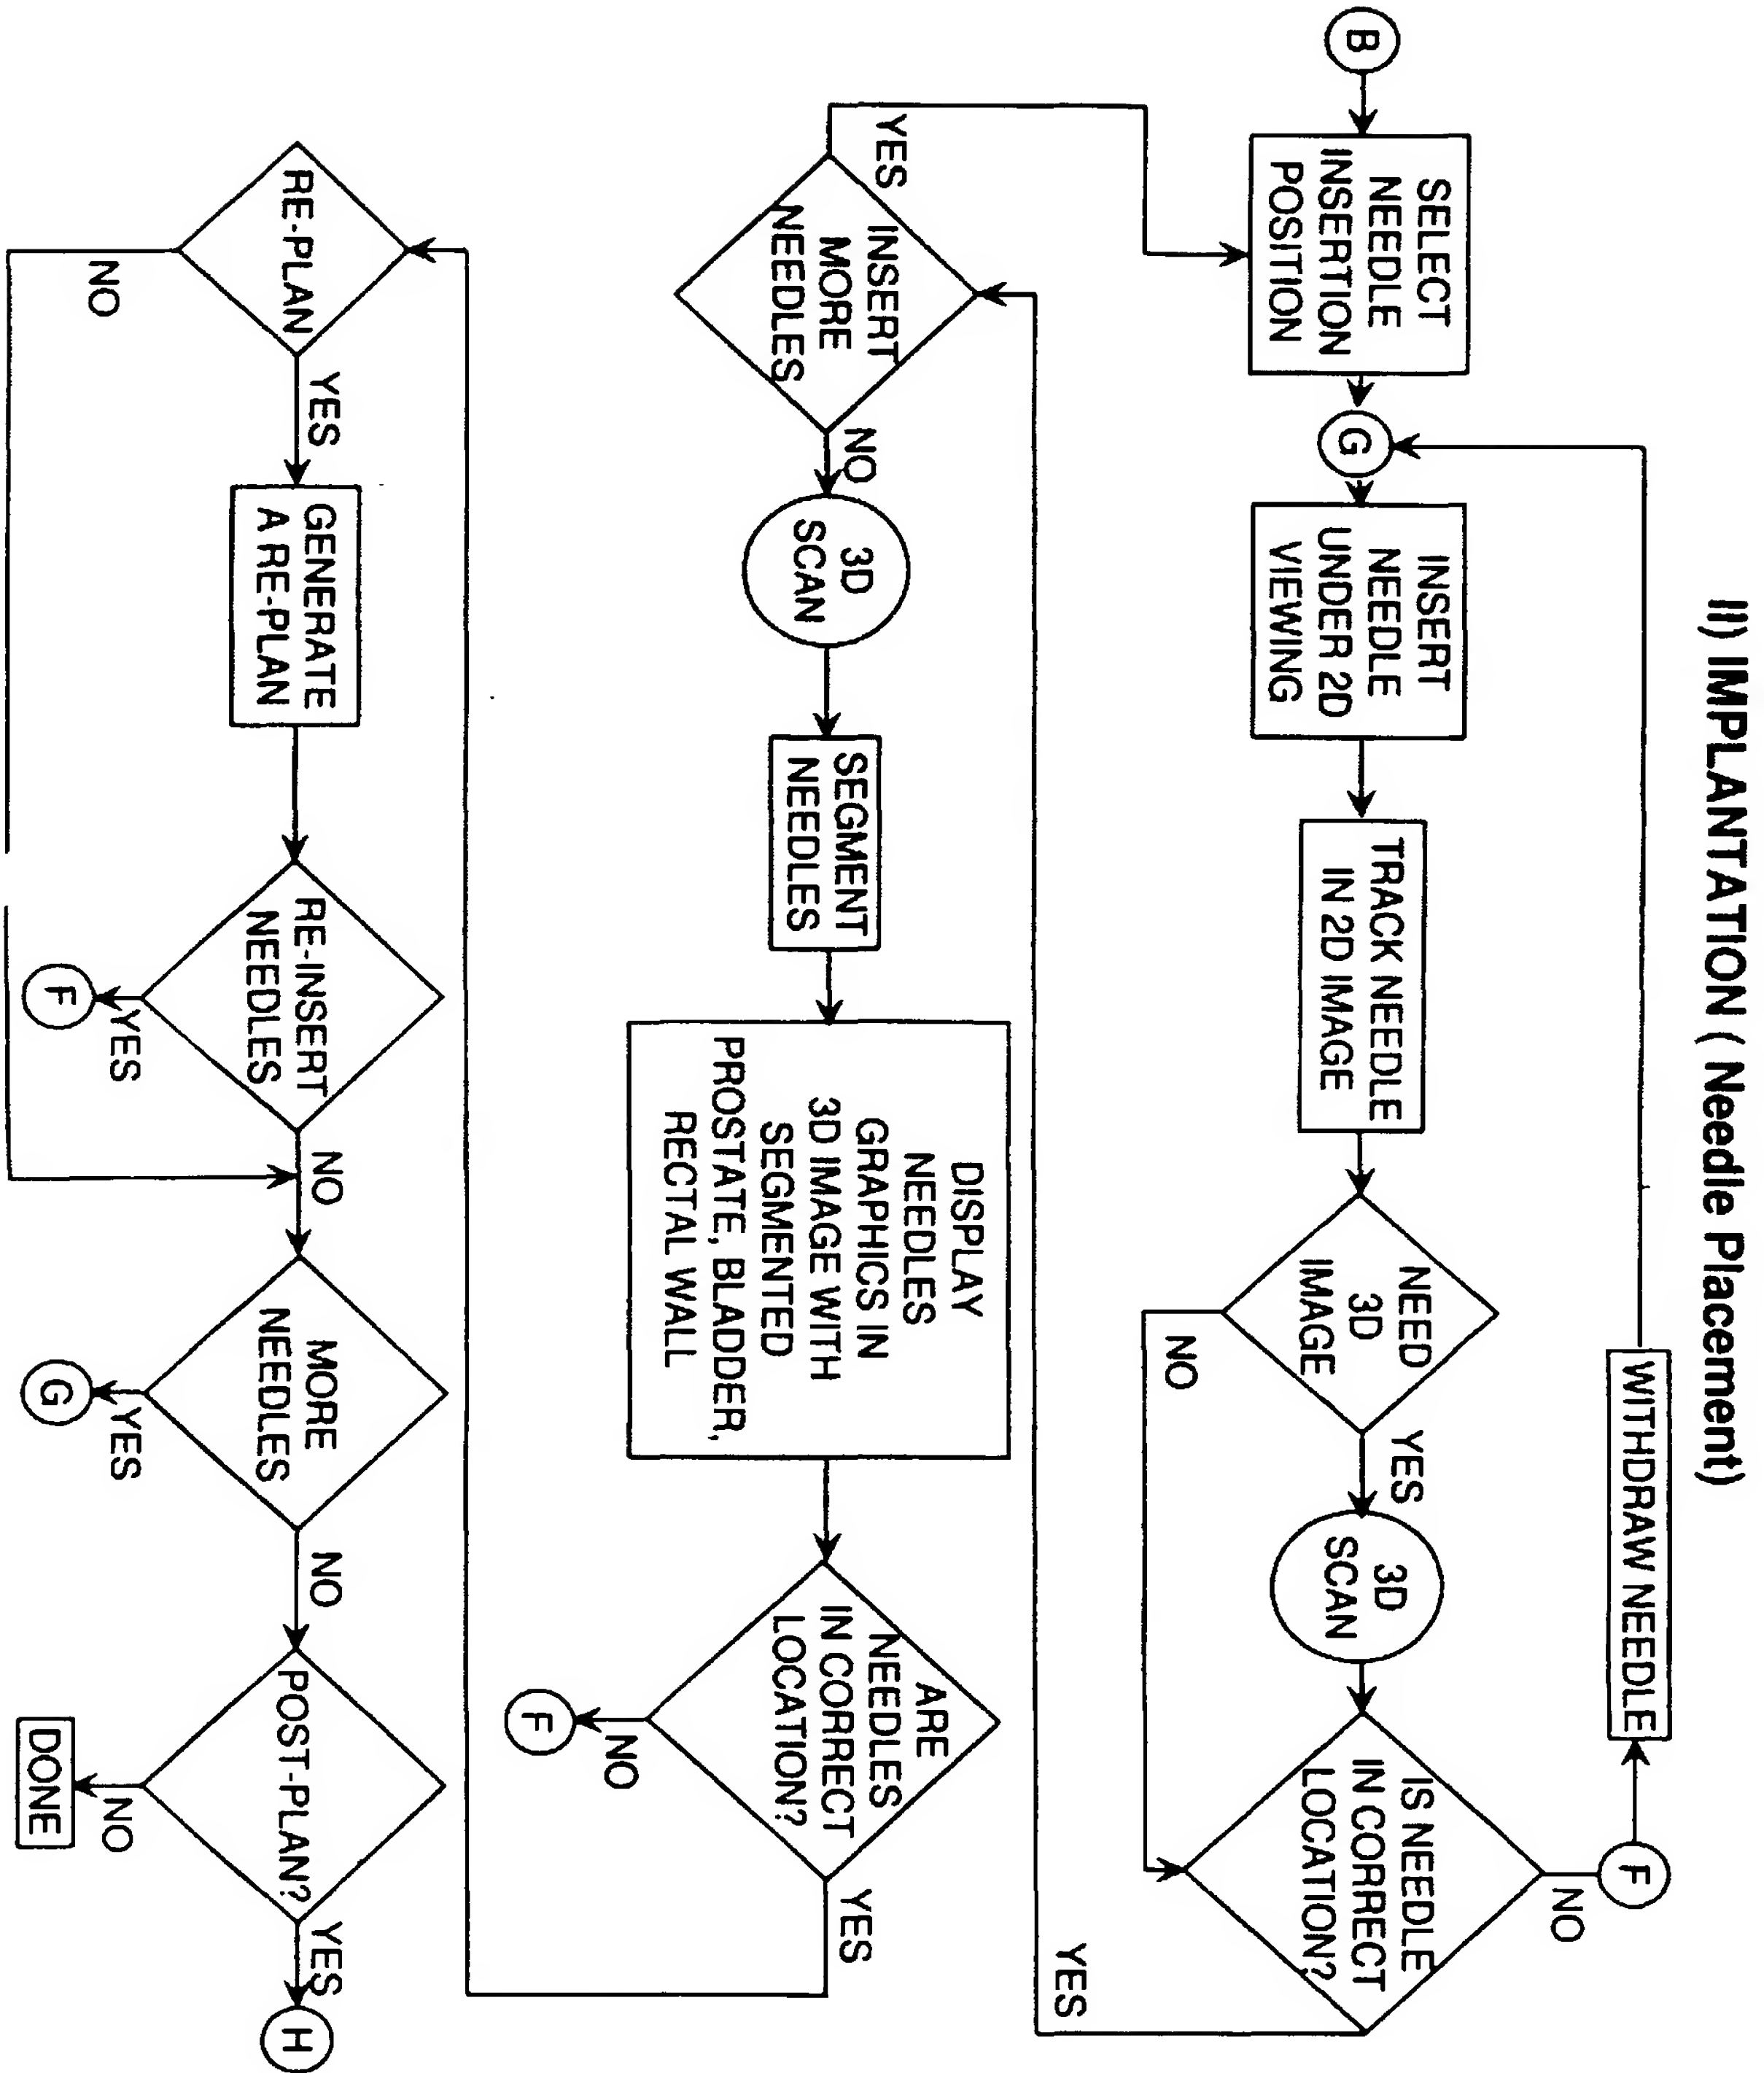 II) IMPLANTATION ( Needle Placement)
WITHDRAW NEEDLE
F
NO
B
SELECT
NEEDLE
INSERTION
POSITION
G
INSERT
NEEDLE
UNDER 2D
VIEWING
TRACK NEEDLE
IN 2D IMAGE
NEED
3D
IMAGE
YES
NO
3D
SCAN
IS NEEDLE
IN CORRECT
LOCATION?
YES
YES
INSERT
MORE
NEEDLES
NO
3D
SCAN
SEGMENT
NEEDLES
DISPLAY
NEEDLES
GRAPHICS IN
3D IMAGE WITH
SEGMENTED
PROSTATE, BLADDER,
RECTAL WALL
ARE
NEEDLES
IN CORRECT
LOCATION?
YES
NO
F
RE-PLAN
YES
NO
GENERATE
A RE-PLAN
RE-INSERT
NEEDLES
NO
YES
F
MORE
NEEDLES
NO
YES
G
POST-PLAN?
YES
H
NO
DONE